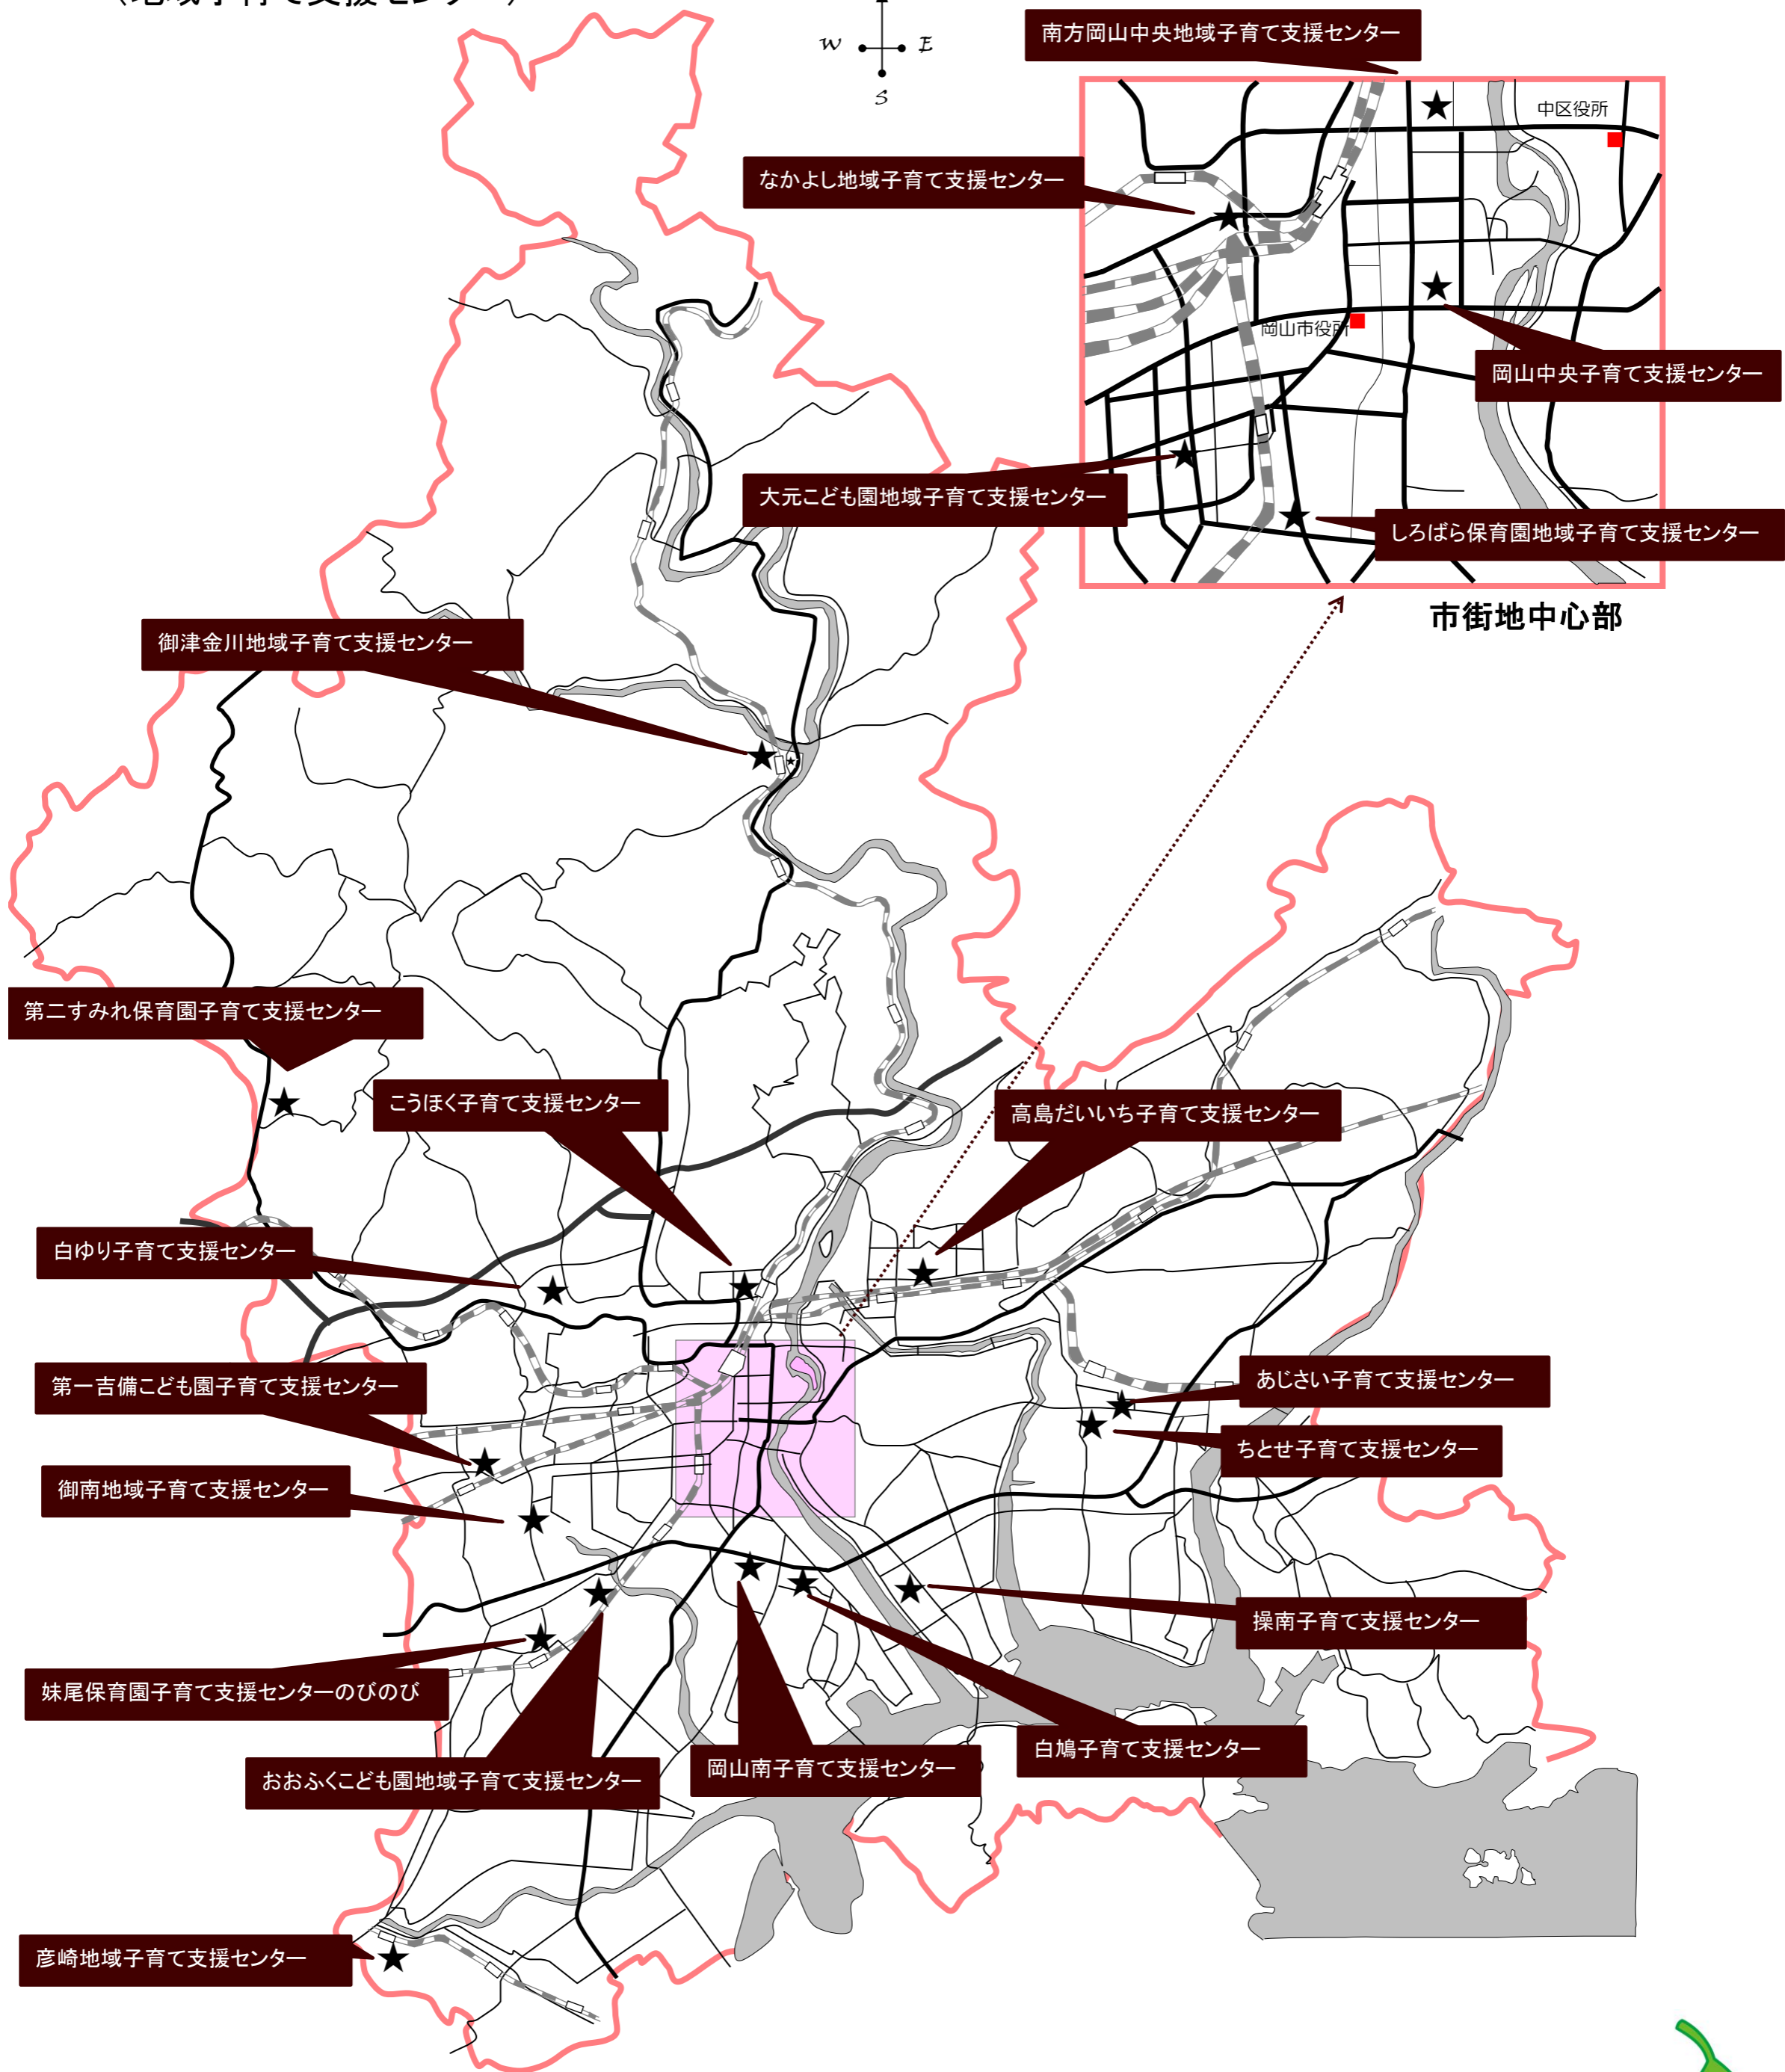 （地域子育て支援センター）
W E
S
南方岡山中央地域子育て支援センター
中区役所
なかよし地域子育て支援センター
岡山市役所
岡山中央子育て支援センター
大元こども園地域子育て支援センター
しろばら保育園地域子育て支援センター
市街地中心部
御津金川地域子育て支援センター
第二すみれ保育園子育て支援センター
こうほく子育て支援センター
高島だいいち子育て支援センター
白ゆり子育て支援センター
第一吉備こども園子育て支援センター
あじさい子育て支援センター
ちとせ子育て支援センター
御南地域子育て支援センター
操南子育て支援センター
妹尾保育園子育て支援センターのびのび
白鳩子育て支援センター
岡山南子育て支援センター
おおふくこども園地域子育て支援センター
彦崎地域子育て支援センター